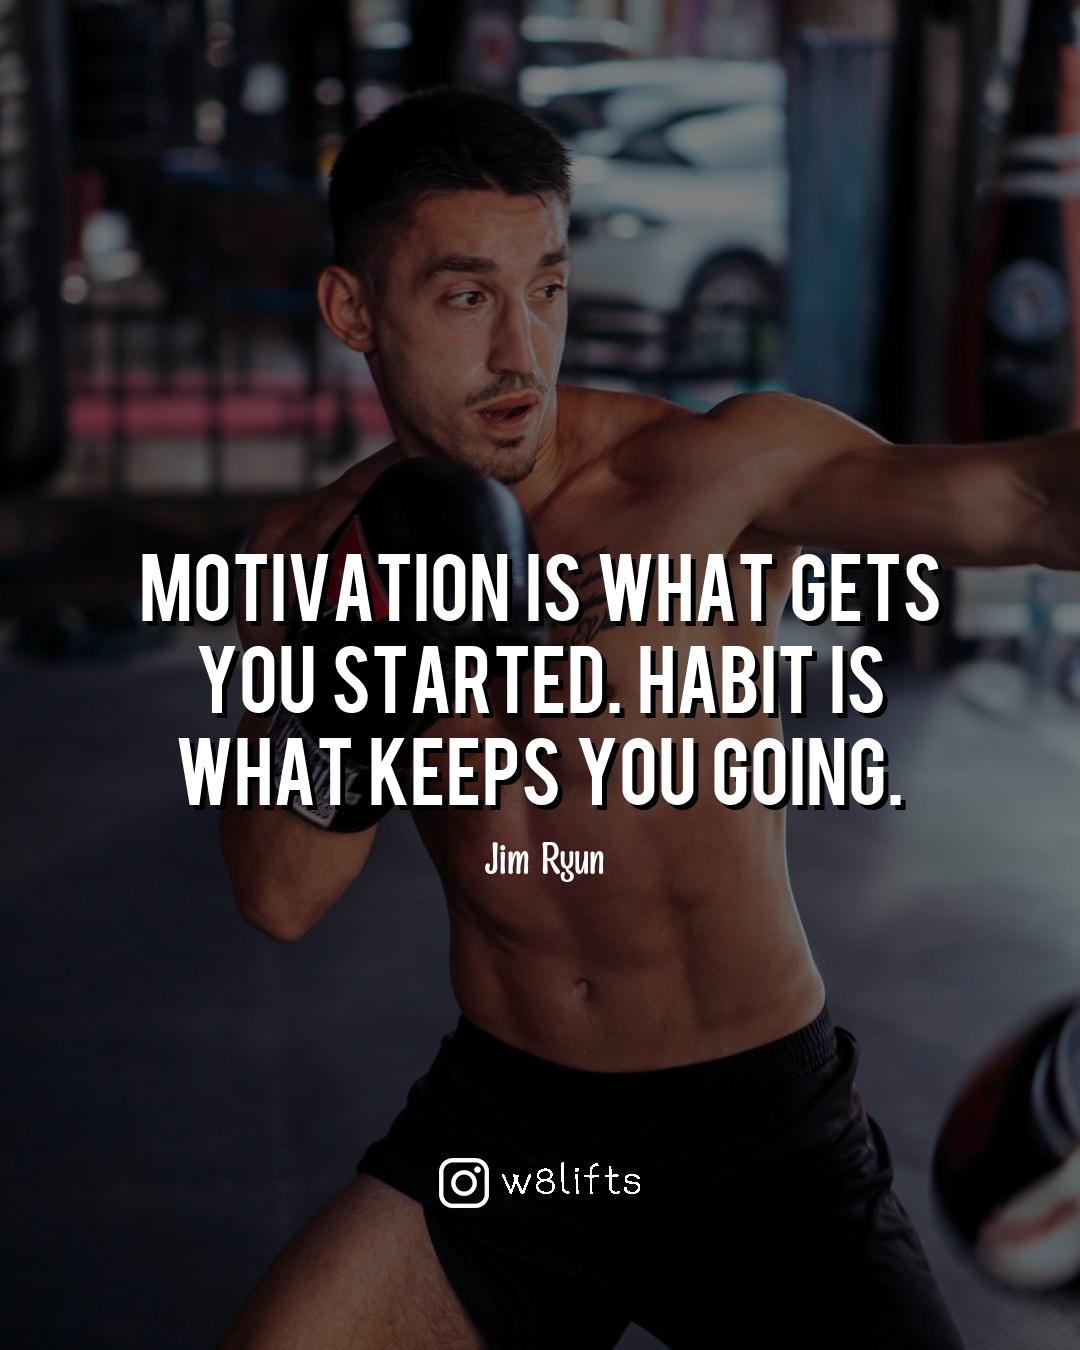 MOTIVATION IS WHAT GETS
YOU STARTED. HABIT IS
WHAT KEEPS YOU GOING.
Jim Ryun
w8lifts